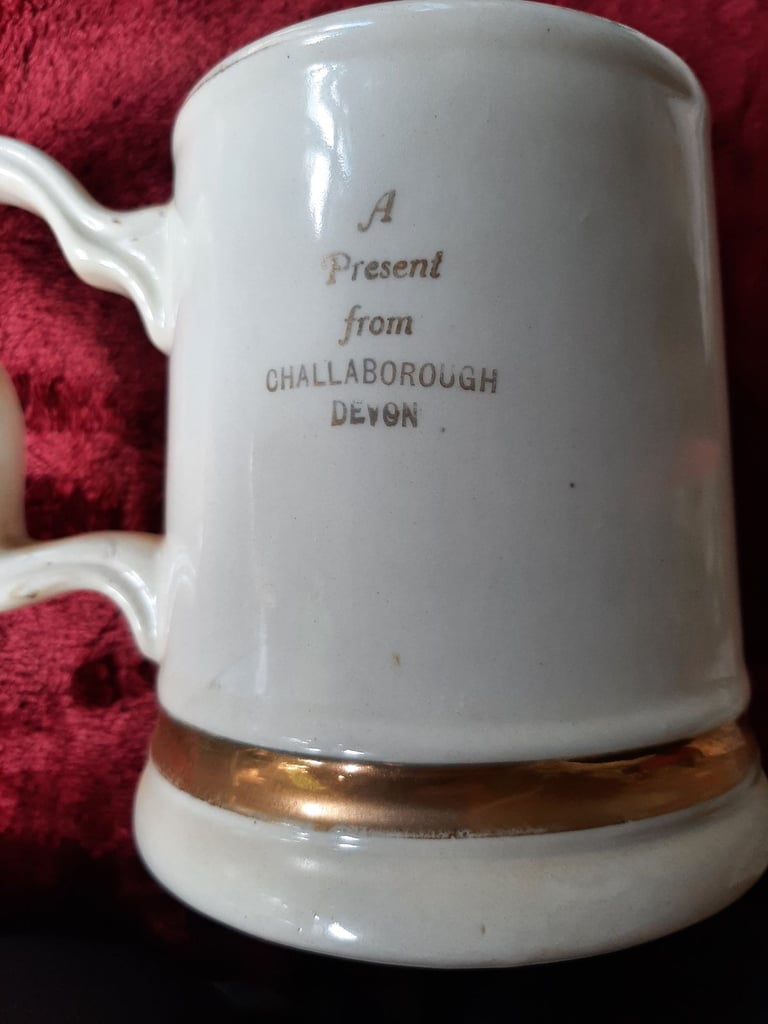 A
Present
from
CHALLABOROUGH
DEVON